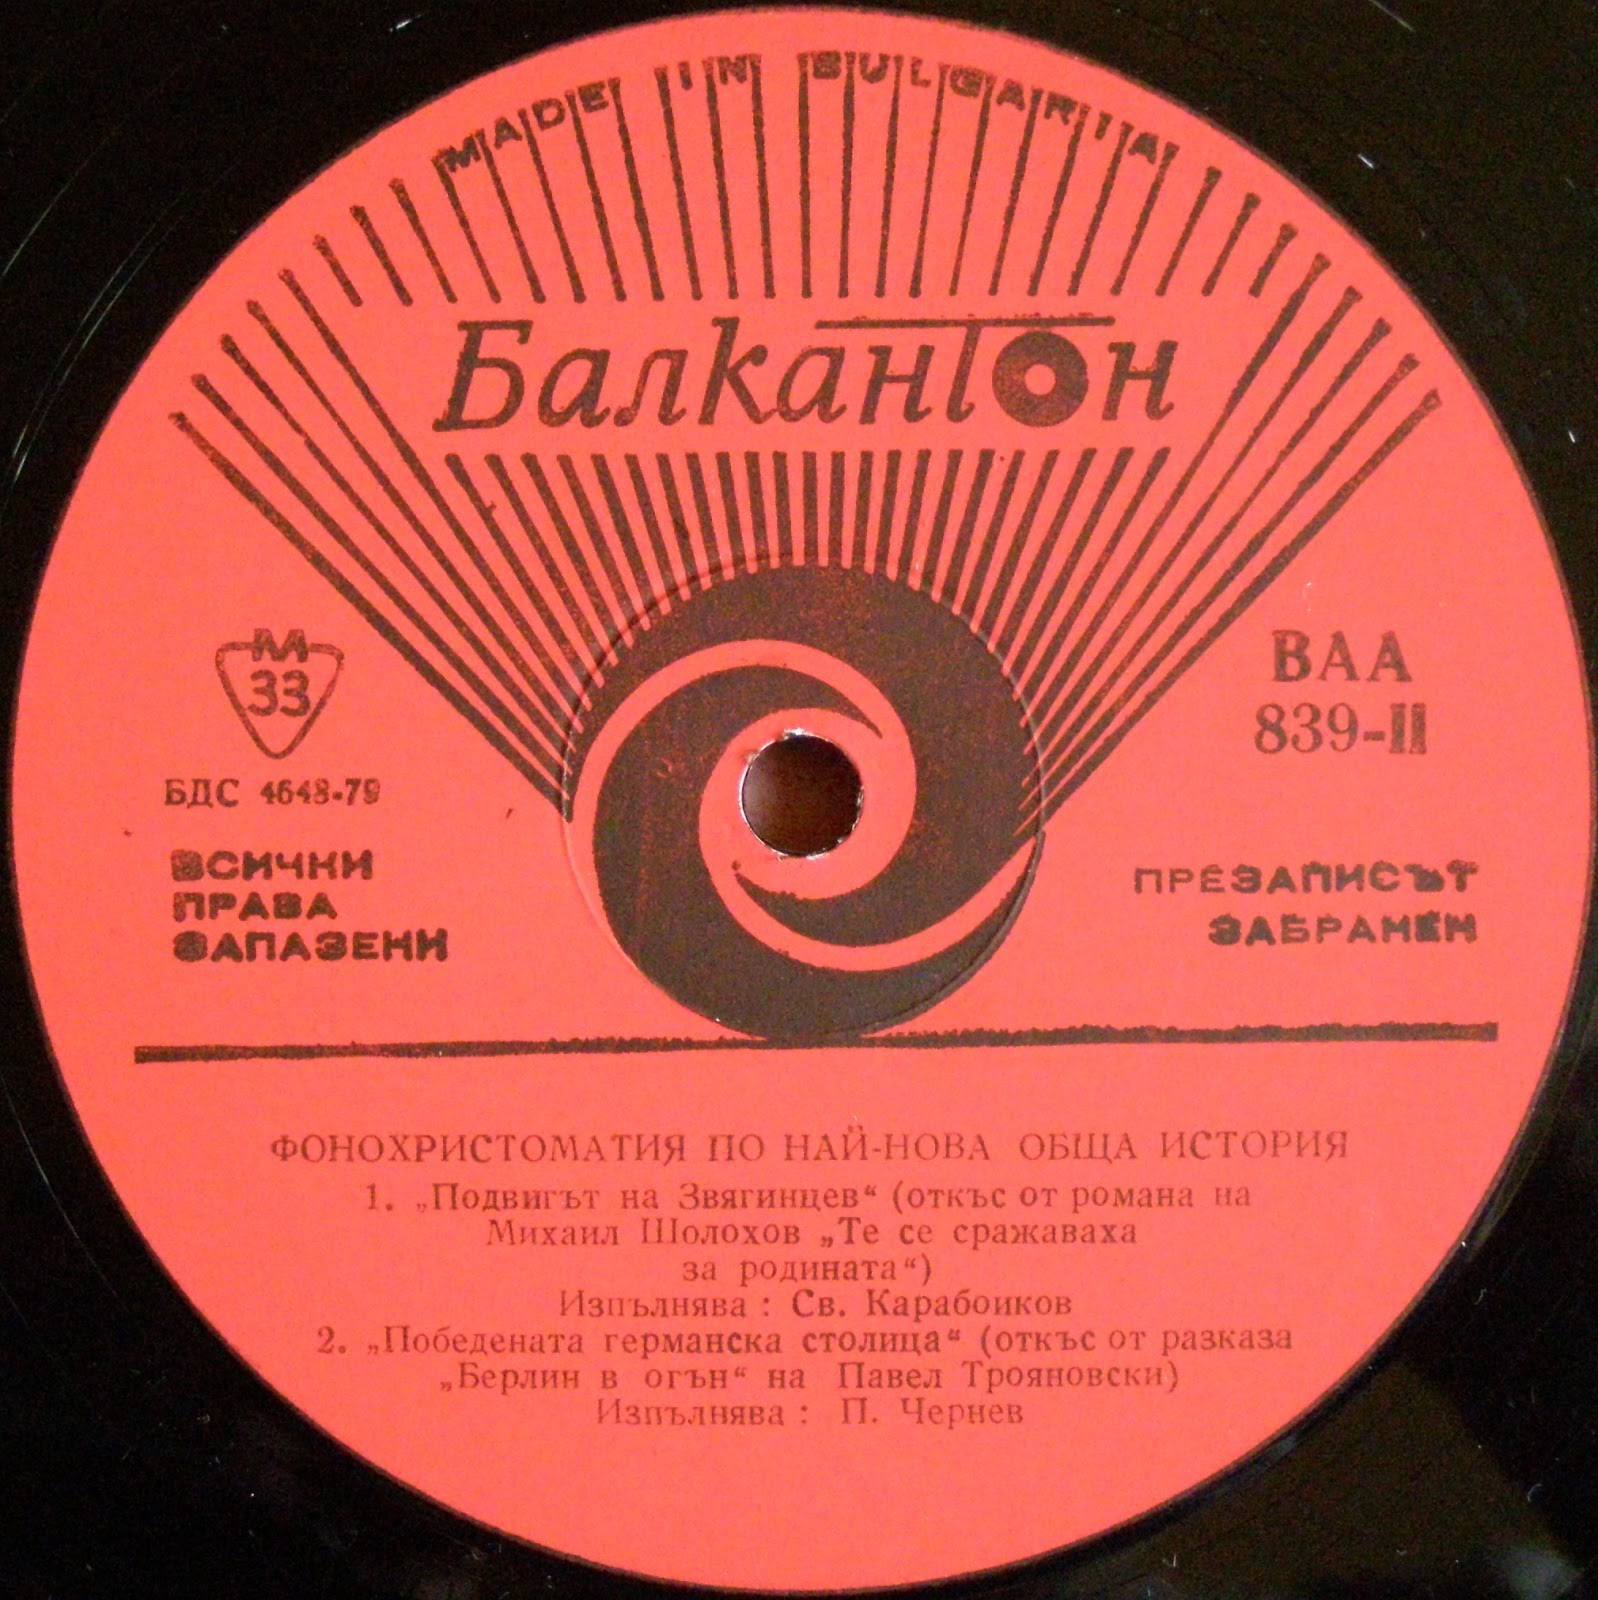 MADE IN BULGARIA
Балкантон
М
33
БДС 4648-79
ВСИЧКИ
ПРАВА
ЗАПАЗЕНИ
ВАА
839-II
ПРЕЗАПИСЪТ
ЗАБРАНЕН
ФОНОХРИСТОМАТИЯ ПО НАЙ-НОВА ОБЩА ИСТОРИЯ
1. „Подвигът на Звягинцев“ (откъс от романа на
Михаил Шолохов „Те се сражаваха
за родината“)
Изпълнява : Св. Карабоиков
2. „Победената германска столица“ (откъс от разказа
„Берлин в огън“ на Павел Трояновски)
Изпълнява : П. Чернев